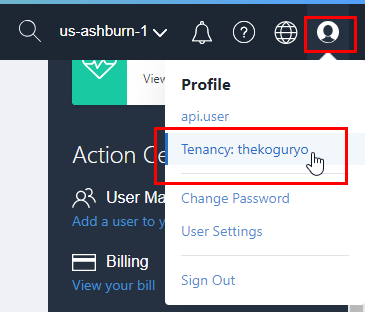 us-ashburn-1
View
Profile
api.user
Tenancy: thekoguryo
Change Password
User Settings
Sign Out
Action Ce
User Ma
Add a user to y
Billing
View your bill